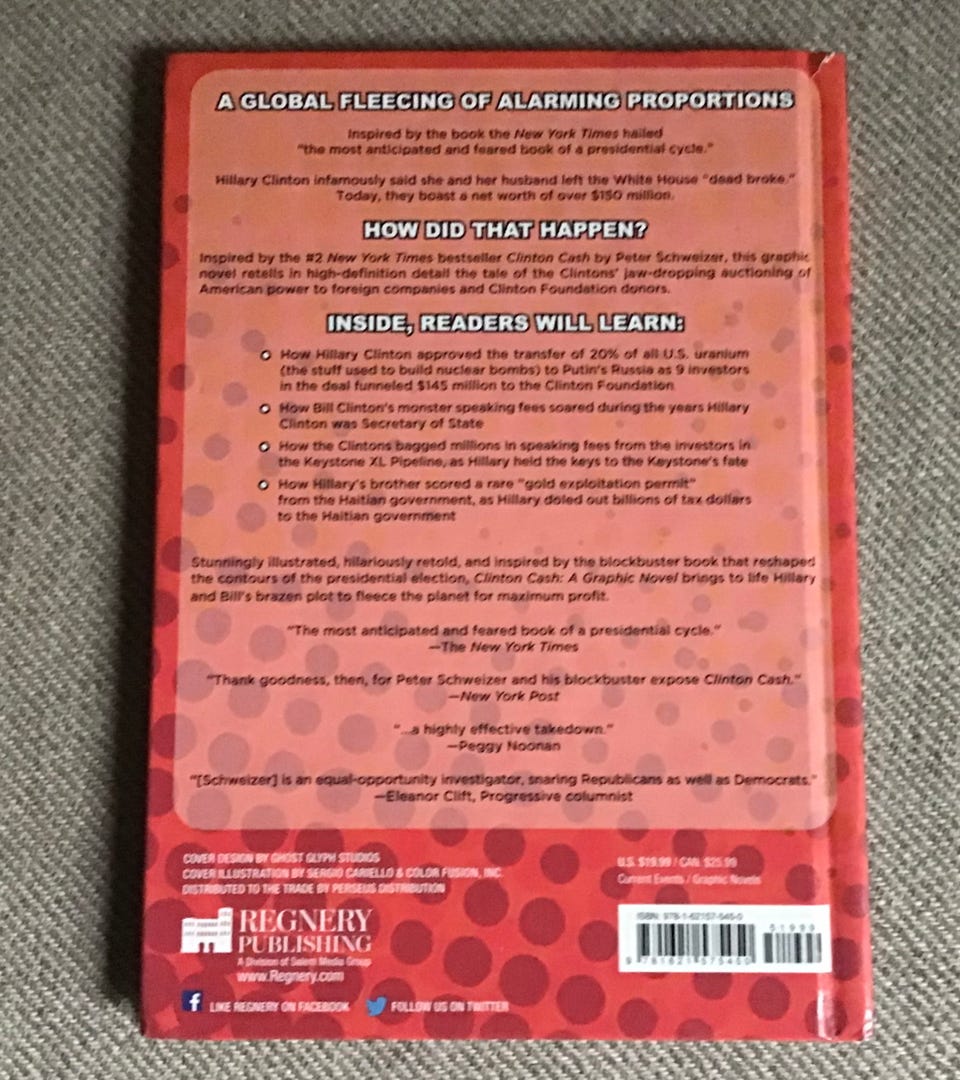 A GLOBAL FLEECING OF ALARMING PROPORTIONS
Inspired by the book the New York Times hailed
"the most anticipated and feared book of a presidential cycle."
Hillary Clinton infamously said she and her husband left the White House "dead broke."
Today, they boast a net worth of over $150 million.
HOW DID THAT HAPPEN?
Inspired by the #2 New York Times bestseller Clinton Cash by Peter Schweizer, this graphic
novel retells in high-definition detail the tale of the Clintons' jaw-dropping auctioning of
American power to foreign companies and Clinton Foundation donors.
INSIDE, READERS WILL LEARN:
How Hillary Clinton approved the transfer of 20% of all U.S. uranium
(the stuff used to build nuclear bombs) to Putin's Russia as 9 investors
in the deal funneled $145 million to the Clinton Foundation
How Bill Clinton's monster speaking fees soared during the years Hillary
Clinton was Secretary of State
How the Clintons bagged millions in speaking fees from the investors in
the Keystone XL Pipeline, as Hillary held the keys to the Keystone's fate
How Hillary's brother scored a rare "gold exploitation permit"
from the Haitian government, as Hillary doled out billions of tax dollars
to the Haitian government
Stunningly illustrated, hilariously retold, and inspired by the blockbuster book that reshaped
the contours of the presidential election, Clinton Cash: A Graphic Novel brings to life Hillary
and Bill's brazen plot to fleece the planet for maximum profit.
"The most anticipated and feared book of a presidential cycle."
—The New York Times
"Thank goodness, then, for Peter Schweizer and his blockbuster expose Clinton Cash."
—New York Post
"...a highly effective takedown."
—Peggy Noonan
"[Schweizer] is an equal-opportunity investigator, snaring Republicans as well as Democrats."
—Eleanor Clift, Progressive columnist
COVER DESIGN BY GHOST GLYPH STUDIOS
COVER ILLUSTRATION BY SERGIO CARIELLO & COLOR FUSION, INC.
DISTRIBUTED TO THE TRADE BY PERSEUS DISTRIBUTION
U.S. $19.99 / CAN. $25.99
Current Events / Graphic Novels
REGNERY
PUBLISHING
A Division of Salem Media Group
www.Regnery.com
ISBN: 978-1-62157-545-0
51999
9 781621 575450
LIKE REGNERY ON FACEBOOK
FOLLOW US ON TWITTER